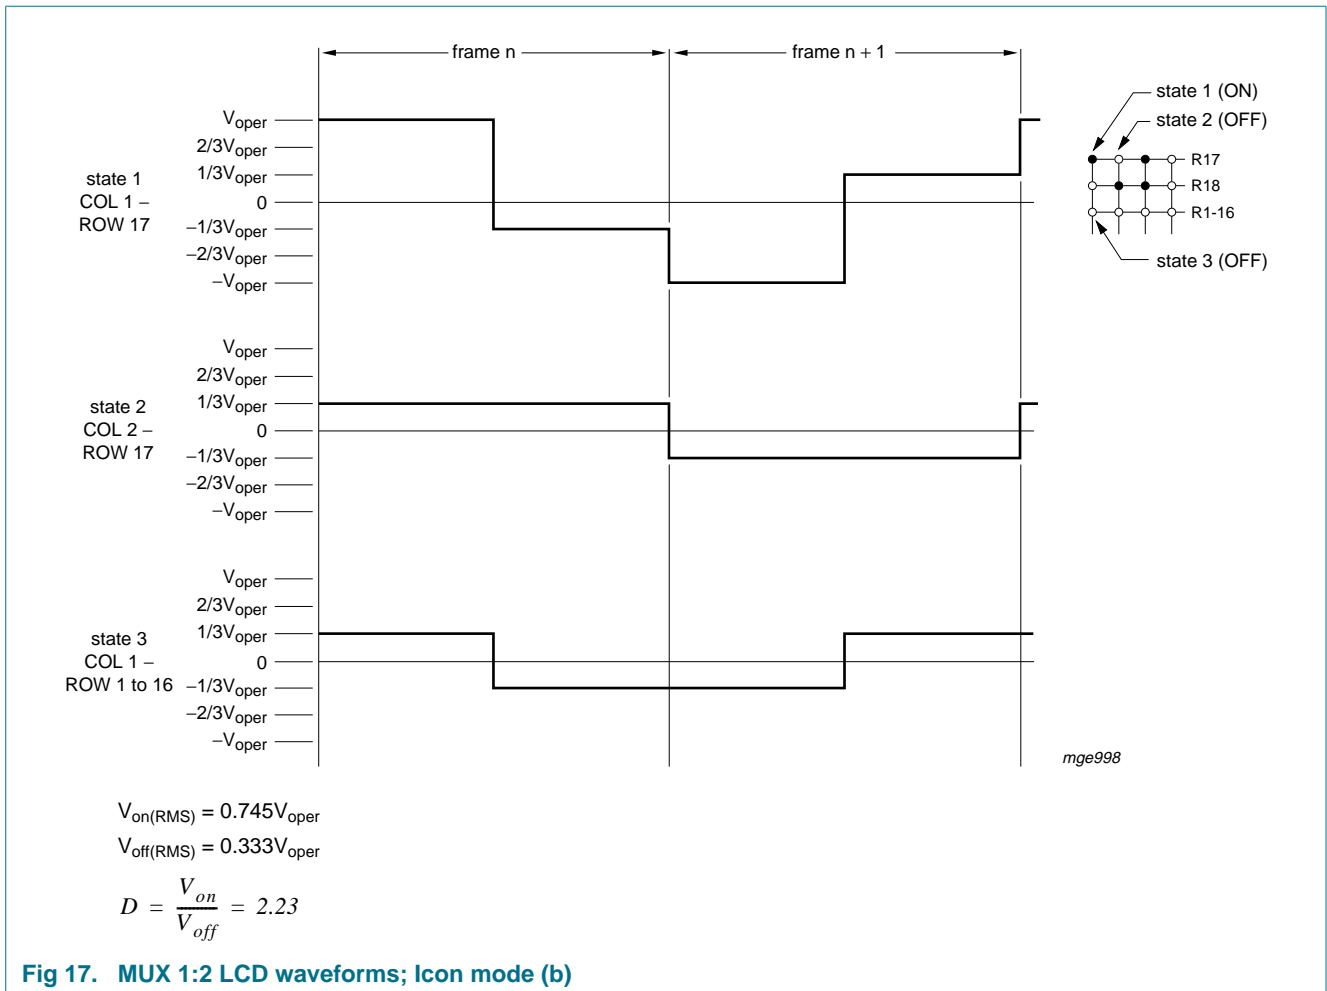 frame n
frame n + 1
state 1 (ON)
state 2 (OFF)
R17
R18
R1-16
state 3 (OFF)
state 1
COL 1 –
ROW 17
Voper
2/3Voper
1/3Voper
0
−1/3Voper
−2/3Voper
−Voper
state 2
COL 2 –
ROW 17
Voper
2/3Voper
1/3Voper
0
−1/3Voper
−2/3Voper
−Voper
state 3
COL 1 –
ROW 1 to 16
Voper
2/3Voper
1/3Voper
0
−1/3Voper
−2/3Voper
−Voper
mge998
Von(RMS) = 0.745Voper
Voff(RMS) = 0.333Voper
D = Von / Voff = 2.23
Fig 17. MUX 1:2 LCD waveforms; Icon mode (b)